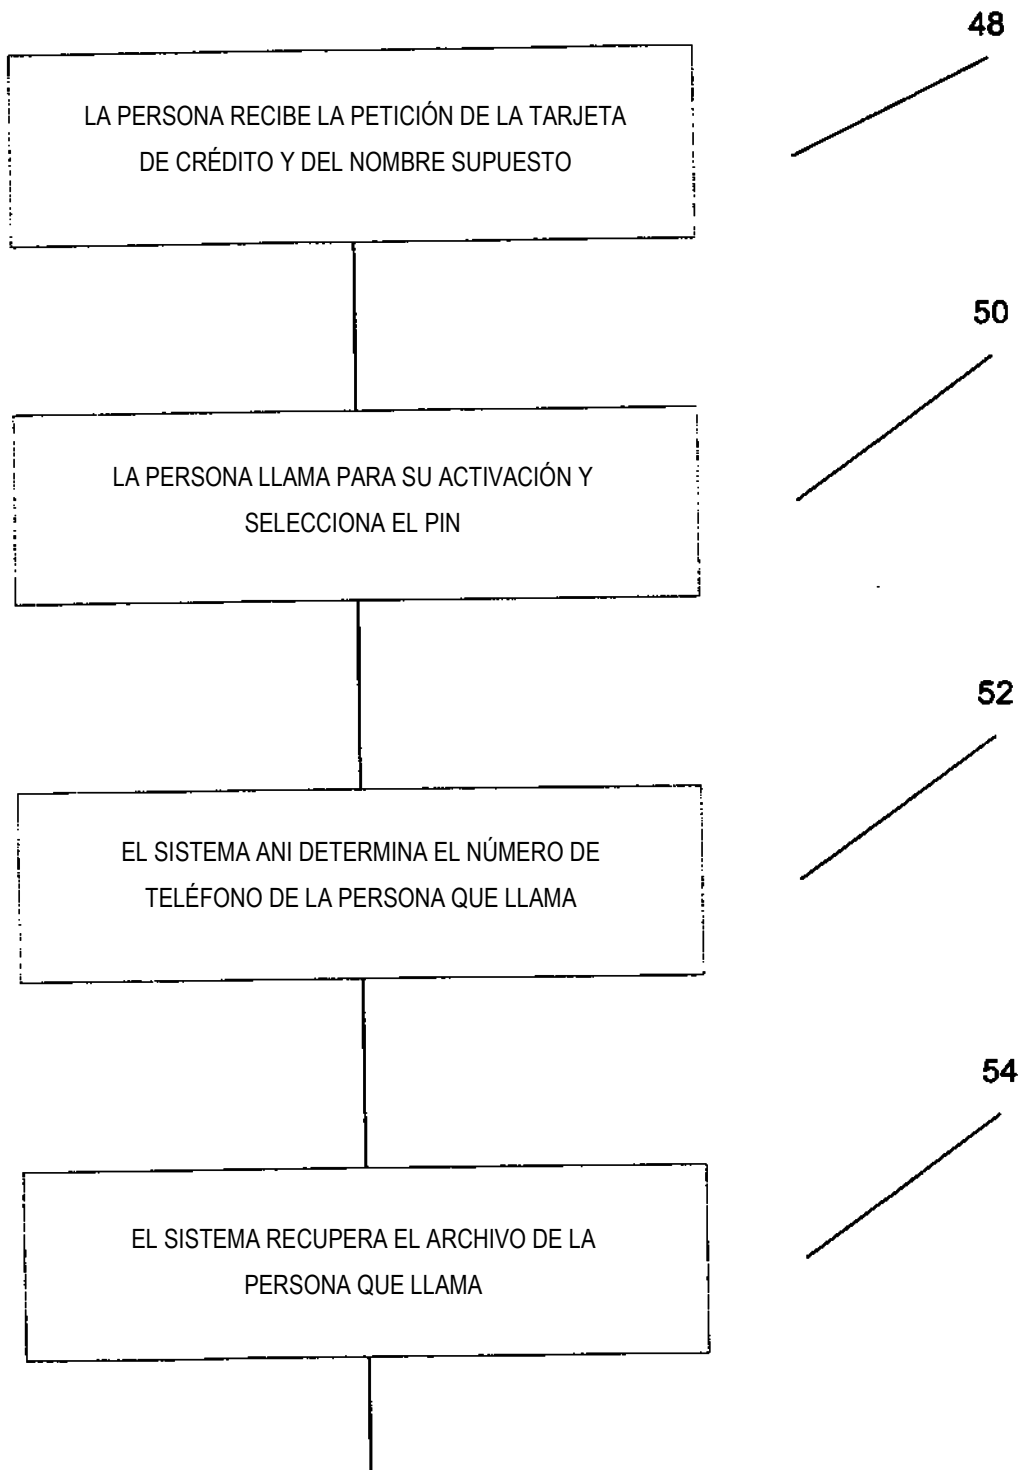 48
LA PERSONA RECIBE LA PETICIÓN DE LA TARJETA
DE CRÉDITO Y DEL NOMBRE SUPUESTO
50
LA PERSONA LLAMA PARA SU ACTIVACIÓN Y
SELECCIONA EL PIN
52
EL SISTEMA ANI DETERMINA EL NÚMERO DE
TELÉFONO DE LA PERSONA QUE LLAMA
54
EL SISTEMA RECUPERA EL ARCHIVO DE LA
PERSONA QUE LLAMA